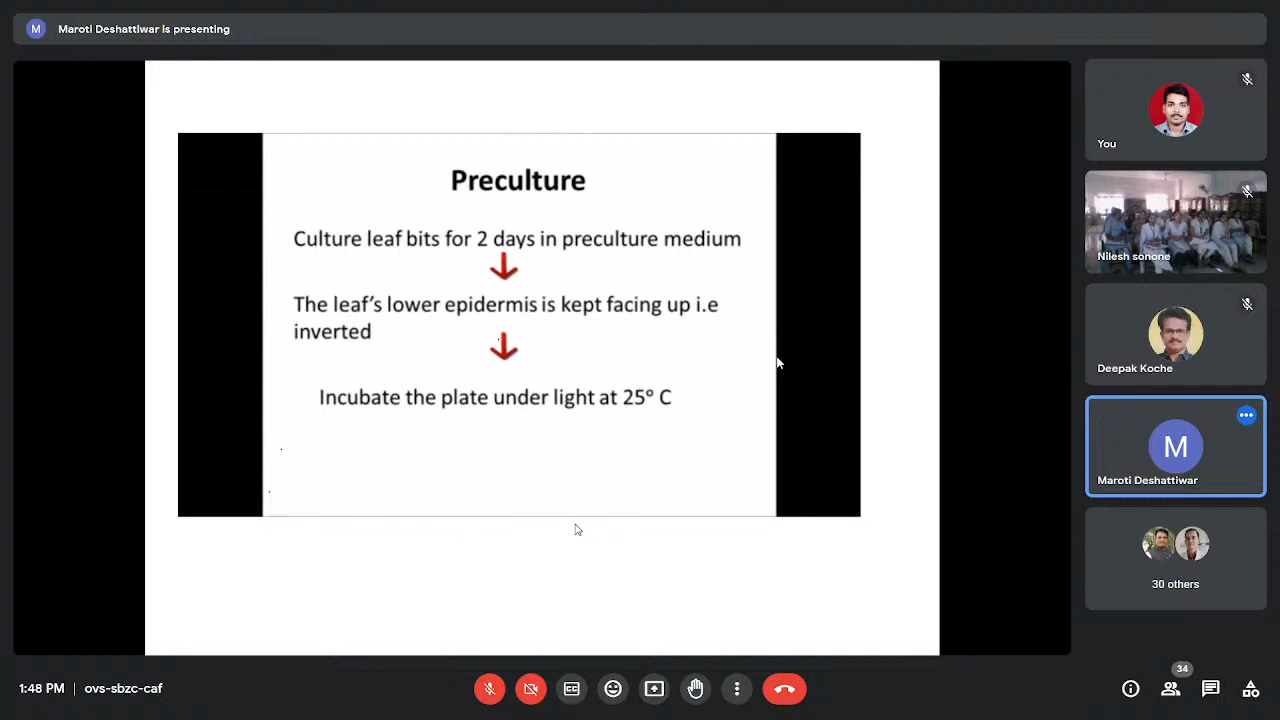 M Maroti Deshattiwar is presenting
Preculture
Culture leaf bits for 2 days in preculture medium
The leaf's lower epidermis is kept facing up i.e
inverted
Incubate the plate under light at 25° C
You
Nilesh sonone
Deepak Koche
M
Maroti Deshattiwar
30 others
1:48 PM | ovs-sbzc-caf
34